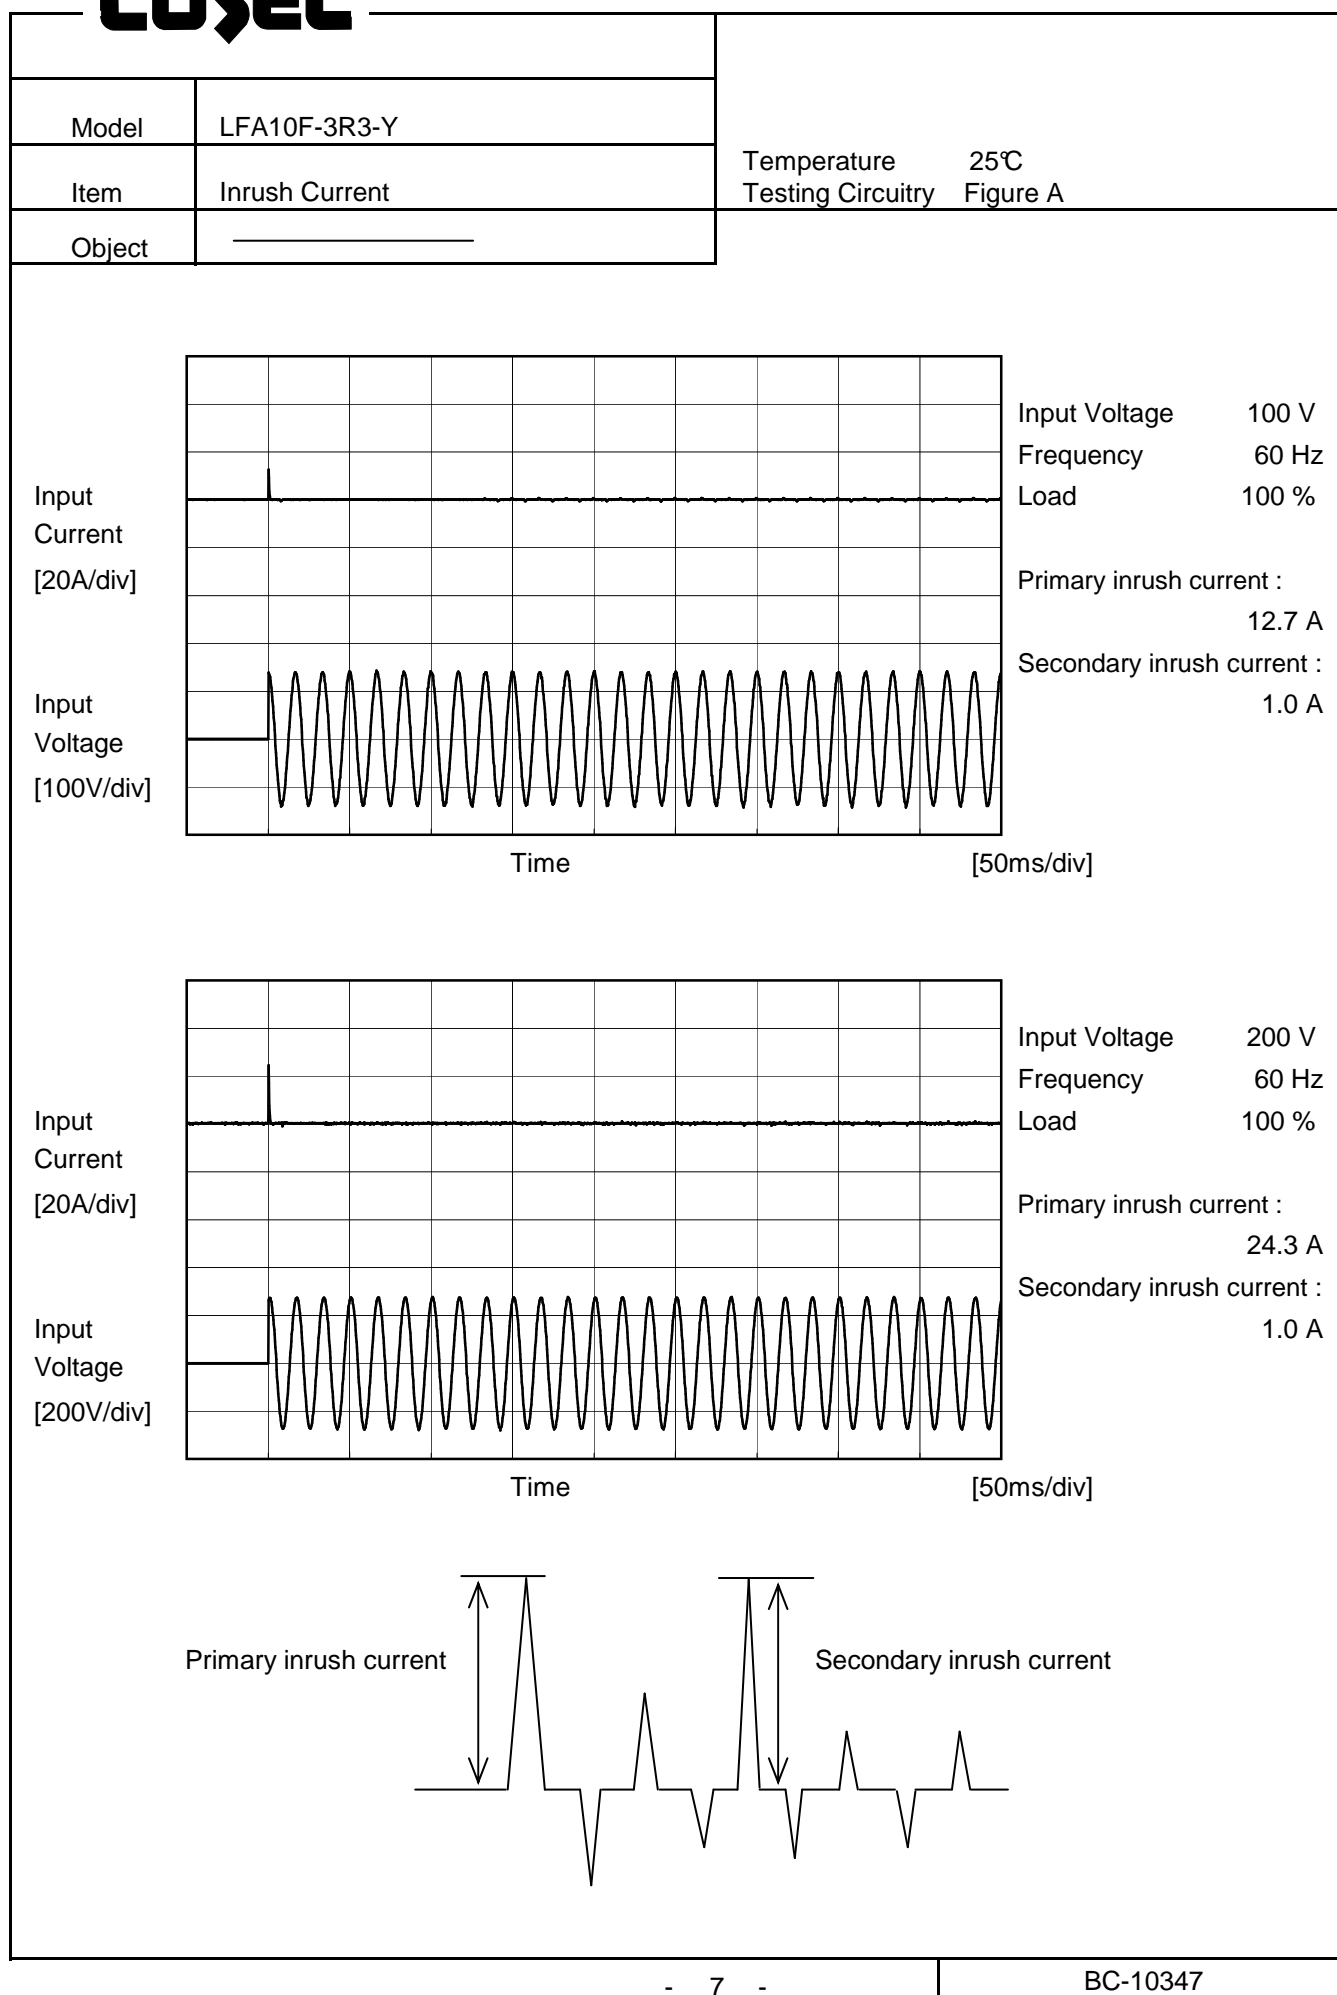 COSEL
Model LFA10F-3R3-Y
Item Inrush Current
Object
Temperature 25℃
Testing Circuitry Figure A
Input
Current
[20A/div]
Input
Voltage
[100V/div]
Time [50ms/div]
Input Voltage 100 V
Frequency 60 Hz
Load 100 %
Primary inrush current :
12.7 A
Secondary inrush current :
1.0 A
Input
Current
[20A/div]
Input
Voltage
[200V/div]
Time [50ms/div]
Input Voltage 200 V
Frequency 60 Hz
Load 100 %
Primary inrush current :
24.3 A
Secondary inrush current :
1.0 A
Primary inrush current
Secondary inrush current
- 7 -
BC-10347